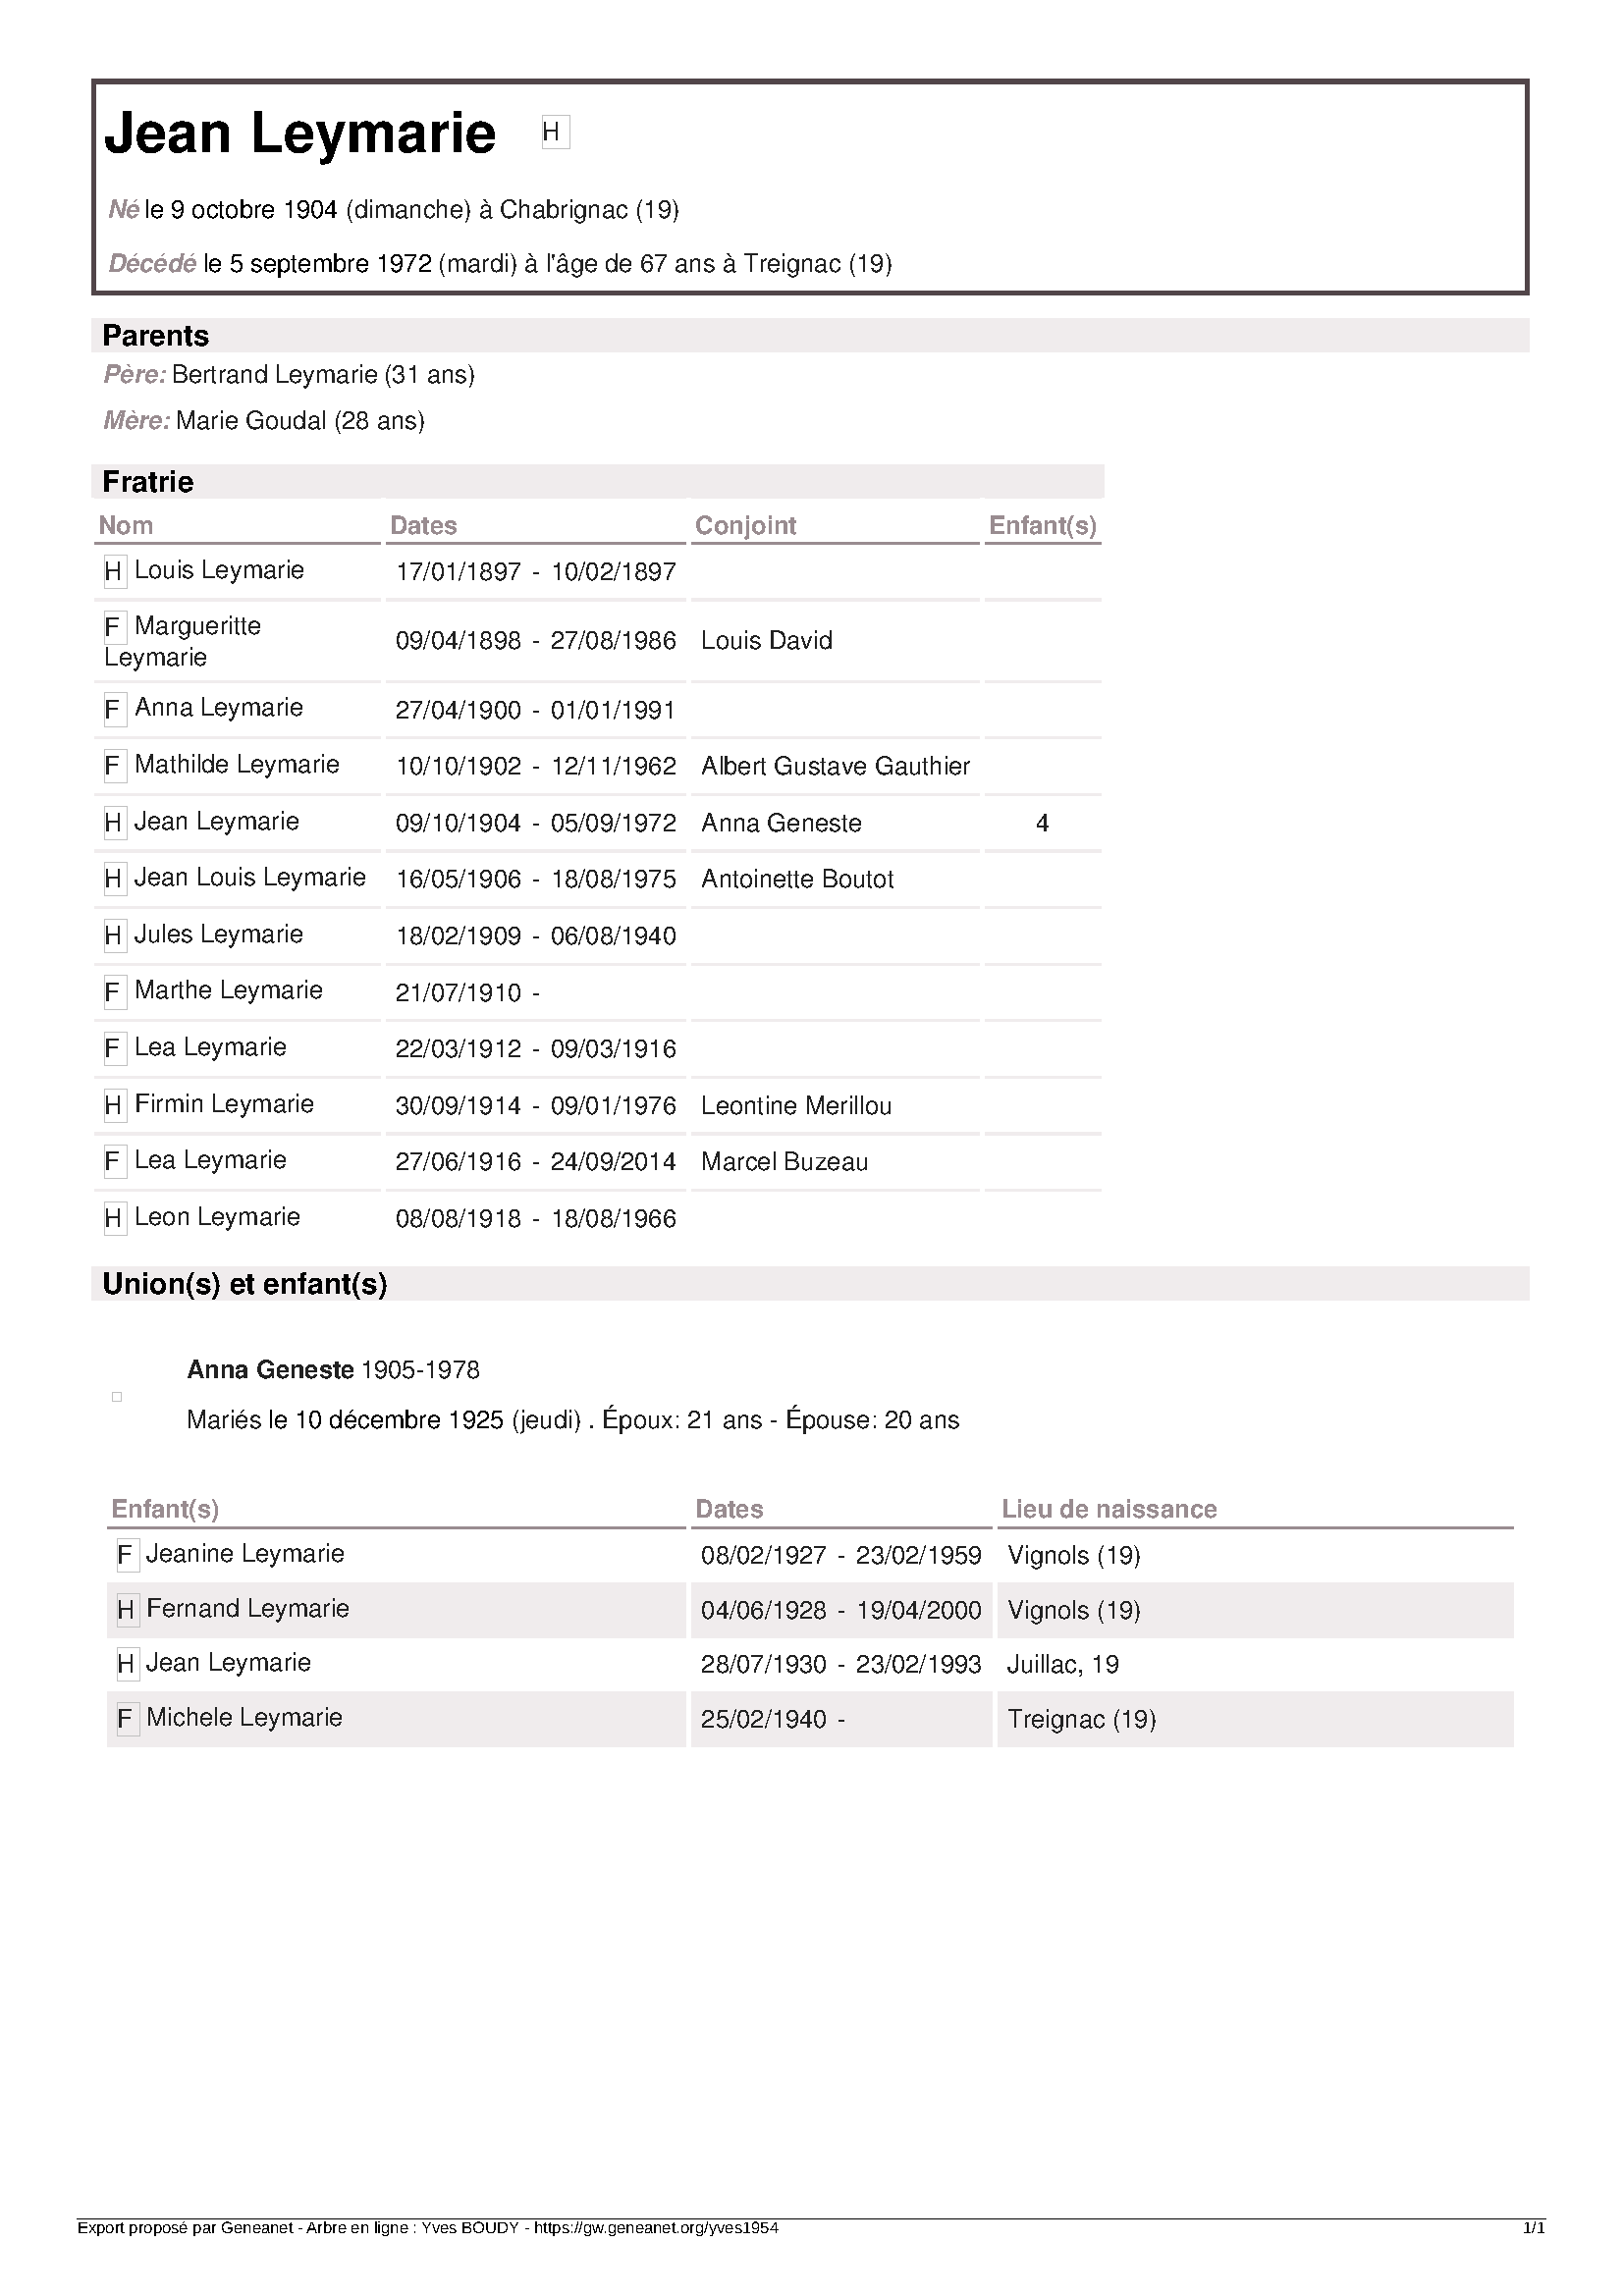 Jean Leymarie H
Né le 9 octobre 1904 (dimanche) à Chabrignac (19)
Décédé le 5 septembre 1972 (mardi) à l'âge de 67 ans à Treignac (19)
Parents
Père: Bertrand Leymarie (31 ans)
Mère: Marie Goudal (28 ans)
Fratrie
Nom Dates Conjoint Enfant(s)
H Louis Leymarie 17/01/1897 - 10/02/1897
F Margueritte
Leymarie 09/04/1898 - 27/08/1986 Louis David
F Anna Leymarie 27/04/1900 - 01/01/1991
F Mathilde Leymarie 10/10/1902 - 12/11/1962 Albert Gustave Gauthier
H Jean Leymarie 09/10/1904 - 05/09/1972 Anna Geneste 4
H Jean Louis Leymarie 16/05/1906 - 18/08/1975 Antoinette Boutot
H Jules Leymarie 18/02/1909 - 06/08/1940
F Marthe Leymarie 21/07/1910 -
F Lea Leymarie 22/03/1912 - 09/03/1916
H Firmin Leymarie 30/09/1914 - 09/01/1976 Leontine Merillou
F Lea Leymarie 27/06/1916 - 24/09/2014 Marcel Buzeau
H Leon Leymarie 08/08/1918 - 18/08/1966
Union(s) et enfant(s)
Anna Geneste 1905-1978
Mariés le 10 décembre 1925 (jeudi) . Époux: 21 ans - Épouse: 20 ans
Enfant(s) Dates Lieu de naissance
F Jeanine Leymarie 08/02/1927 - 23/02/1959 Vignols (19)
H Fernand Leymarie 04/06/1928 - 19/04/2000 Vignols (19)
H Jean Leymarie 28/07/1930 - 23/02/1993 Juillac, 19
F Michele Leymarie 25/02/1940 - Treignac (19)
Export proposé par Geneanet - Arbre en ligne : Yves BOUDY - https://gw.geneanet.org/yves1954 1/1